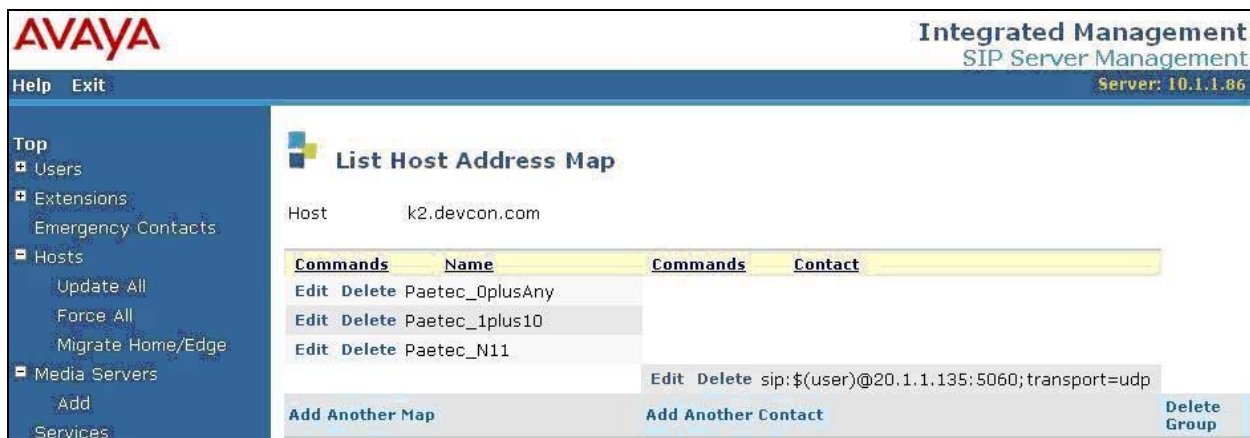 AVAYA
Integrated Management
SIP Server Management
Help Exit
Server: 10.1.1.86
Top
Users
Extensions
Emergency Contacts
Hosts
Update All
Force All
Migrate Home/Edge
Media Servers
Add
Services
List Host Address Map
Host k2.devcon.com
Commands Name Commands Contact
Edit Delete Paetec_0plusAny
Edit Delete Paetec_1plus10
Edit Delete Paetec_N11
Edit Delete sip:$(user)@20.1.1.135:5060;transport=udp
Add Another Map Add Another Contact Delete Group